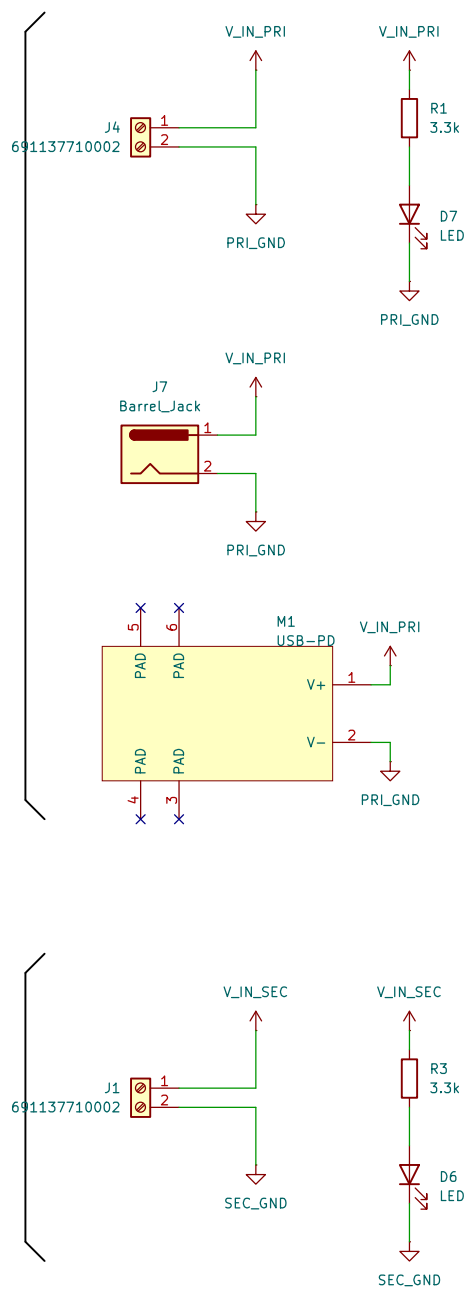 V_IN_PRI
V_IN_PRI
J4
691137710002
1
2
R1
3.3k
D7
LED
PRI_GND
PRI_GND
V_IN_PRI
J7
Barrel_Jack
1
2
PRI_GND
M1
USB-PD
V_IN_PRI
5
6
PAD
PAD
V+
1
V-
2
PAD
PAD
4
3
PRI_GND
V_IN_SEC
V_IN_SEC
J1
691137710002
1
2
R3
3.3k
D6
LED
SEC_GND
SEC_GND